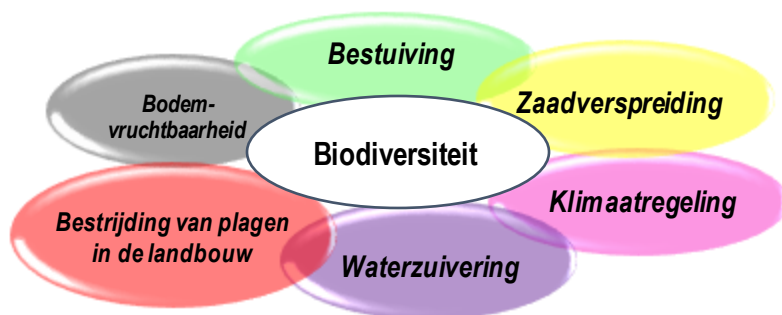 Bestuiving
Bodem-
vruchtbaarheid
Zaadverspreiding
Biodiversiteit
Klimaatregeling
Bestrijding van plagen
in de landbouw
Waterzuivering